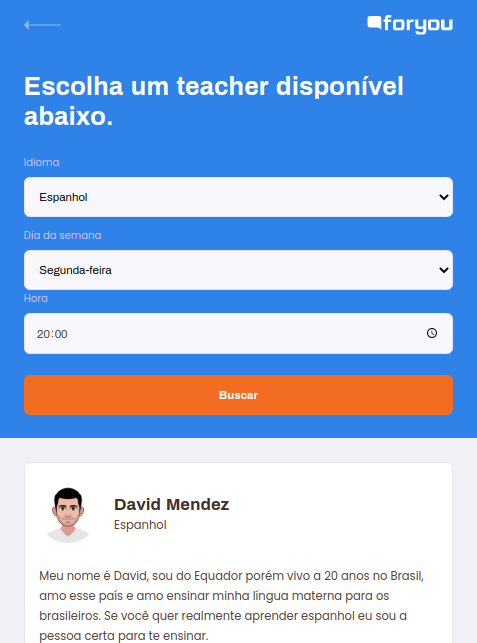 foryou
Escolha um teacher disponível
abaixo.
Idioma
Espanhol
Dia da semana
Segunda-feira
Hora
20:00
Buscar
David Mendez
Espanhol
Meu nome é David, sou do Equador porém vivo a 20 anos no Brasil,
amo esse país e amo ensinar minha língua materna para os
brasileiros. Se você quer realmente aprender espanhol eu sou a
pessoa certa para te ensinar.